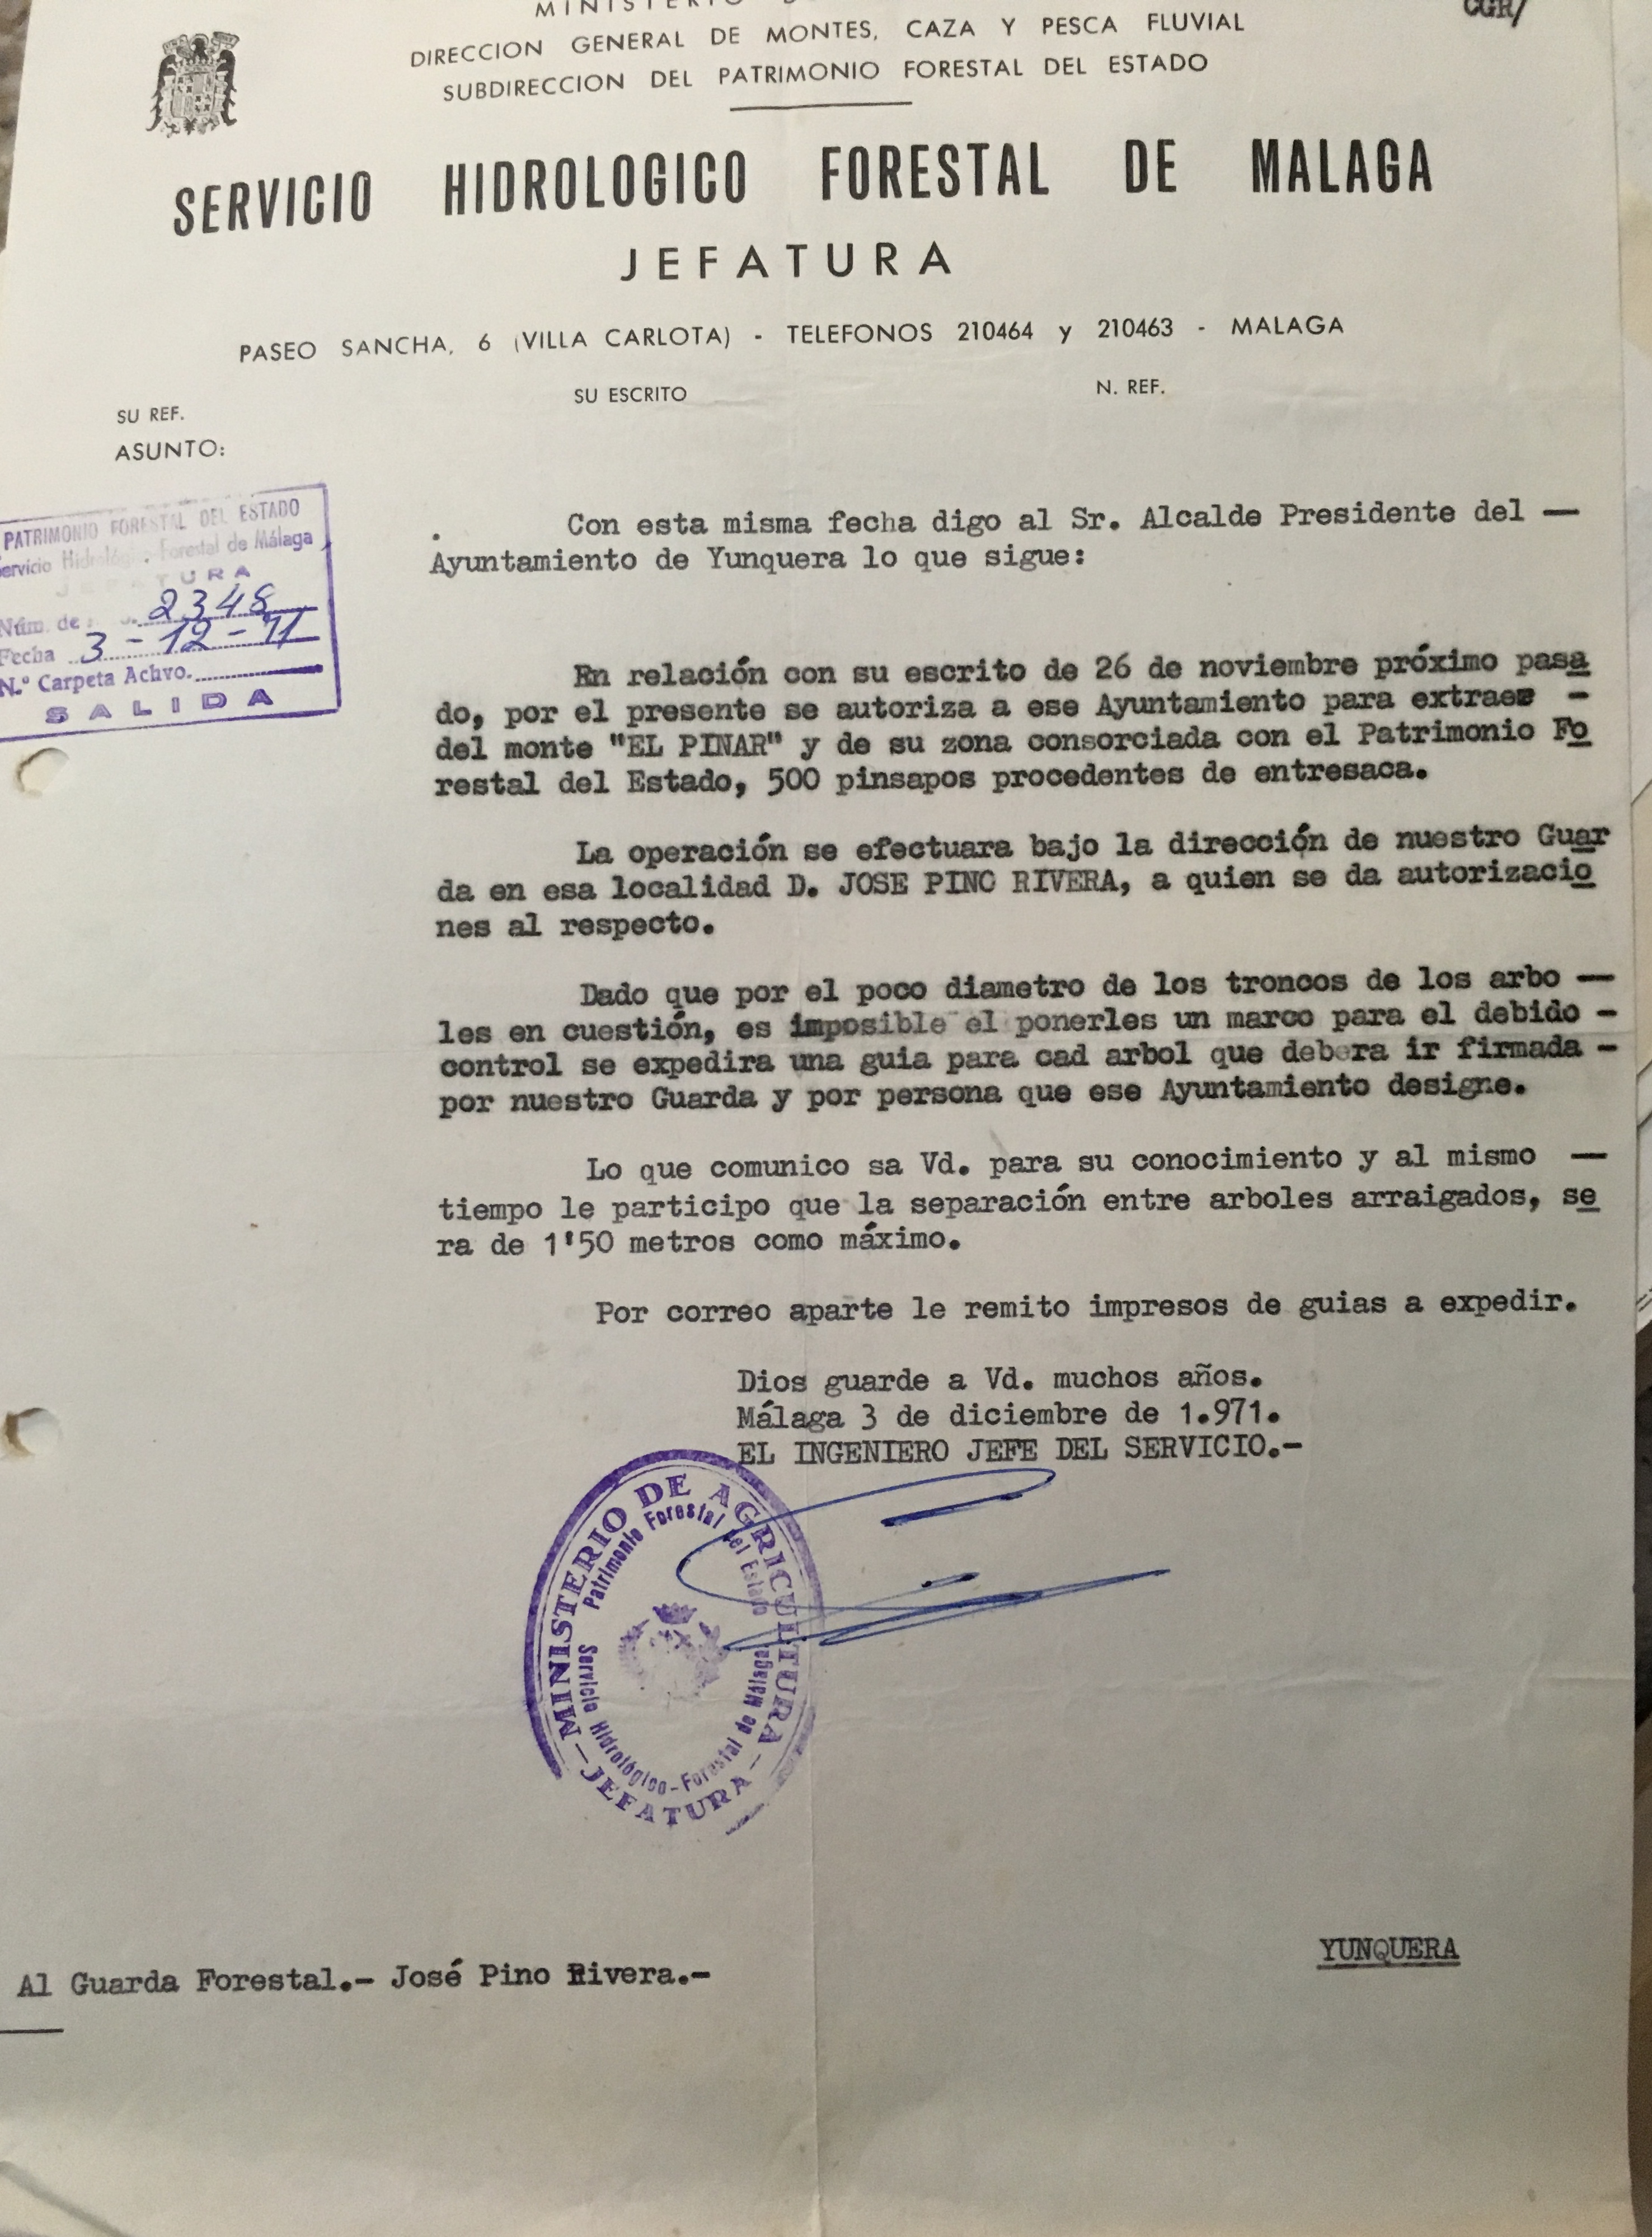 CGR/
DIRECCION GENERAL DE MONTES, CAZA Y PESCA FLUVIAL
SUBDIRECCION DEL PATRIMONIO FORESTAL DEL ESTADO
SERVICIO HIDROLOGICO FORESTAL DE MALAGA
JEFATURA
PASEO SANCHA, 6 (VILLA CARLOTA) - TELEFONOS 210464 y 210463 - MALAGA
SU REF.
SU ESCRITO
N. REF.
ASUNTO:
PATRIMONIO FORESTAL DEL ESTADO
Servicio Hidrológico-Forestal de Málaga
JEFATURA
Núm. de 2348
Fecha 3-12-71
N.º Carpeta Achvo.
SALIDA
Con esta misma fecha digo al Sr. Alcalde Presidente del —
Ayuntamiento de Yunquera lo que sigue:
En relación con su escrito de 26 de noviembre próximo pasa
do, por el presente se autoriza a ese Ayuntamiento para extraer -
del monte "EL PINAR" y de su zona consorciada con el Patrimonio Fo
restal del Estado, 500 pinsapos procedentes de entresaca.
La operación se efectuara bajo la dirección de nuestro Guar
da en esa localidad D. JOSE PINO RIVERA, a quien se da autorizacio
nes al respecto.
Dado que por el poco diametro de los troncos de los arbo —
les en cuestión, es imposible el ponerles un marco para el debido -
control se expedira una guia para cad arbol que debera ir firmada -
por nuestro Guarda y por persona que ese Ayuntamiento designe.
Lo que comunico sa Vd. para su conocimiento y al mismo —
tiempo le participo que la separación entre arboles arraigados, se
ra de 1'50 metros como máximo.
Por correo aparte le remito impresos de guias a expedir.
Dios guarde a Vd. muchos años.
Málaga 3 de diciembre de 1.971.
EL INGENIERO JEFE DEL SERVICIO.-
MINISTERIO DE AGRICULTURA
Patrimonio Forestal del Estado
Servicio Hidrológico-Forestal de Málaga
- JEFATURA -
YUNQUERA
Al Guarda Forestal.- José Pino Rivera.-